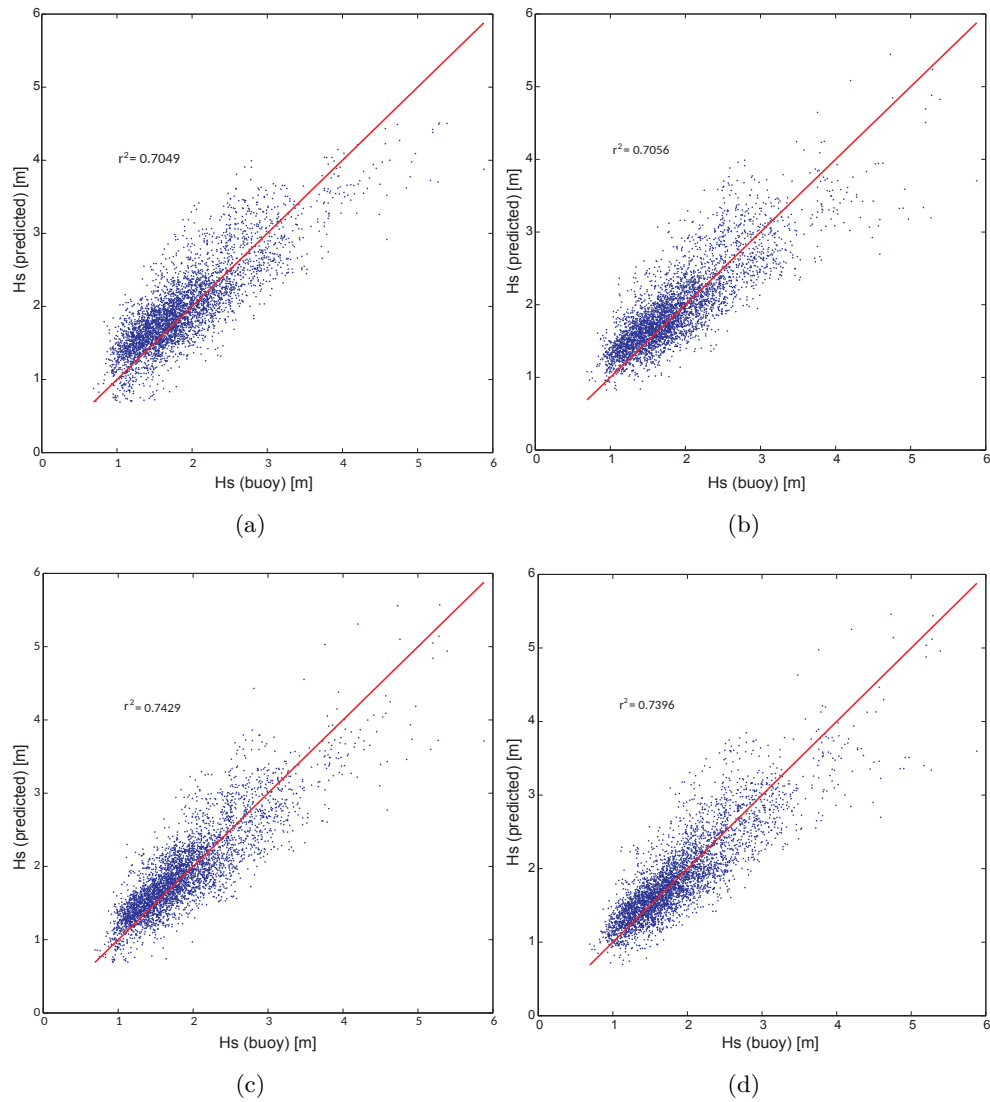 6
5
4
3
2
1
0
Hs (predicted) [m]
r²= 0.7049
0 1 2 3 4 5 6
Hs (buoy) [m]
(a)
6
5
4
3
2
1
0
Hs (predicted) [m]
r²= 0.7056
0 1 2 3 4 5 6
Hs (buoy) [m]
(b)
6
5
4
3
2
1
0
Hs (predicted) [m]
r²= 0.7429
0 1 2 3 4 5 6
Hs (buoy) [m]
(c)
6
5
4
3
2
1
0
Hs (predicted) [m]
r²= 0.7396
0 1 2 3 4 5 6
Hs (buoy) [m]
(d)